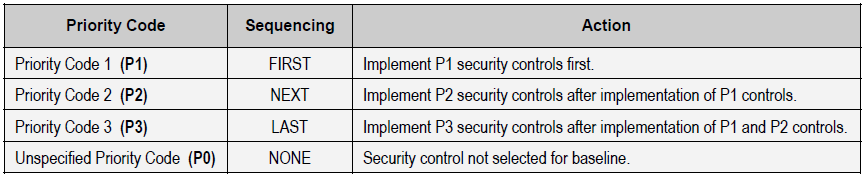 Priority Code Sequencing Action
Priority Code 1 (P1) FIRST Implement P1 security controls first.
Priority Code 2 (P2) NEXT Implement P2 security controls after implementation of P1 controls.
Priority Code 3 (P3) LAST Implement P3 security controls after implementation of P1 and P2 controls.
Unspecified Priority Code (P0) NONE Security control not selected for baseline.